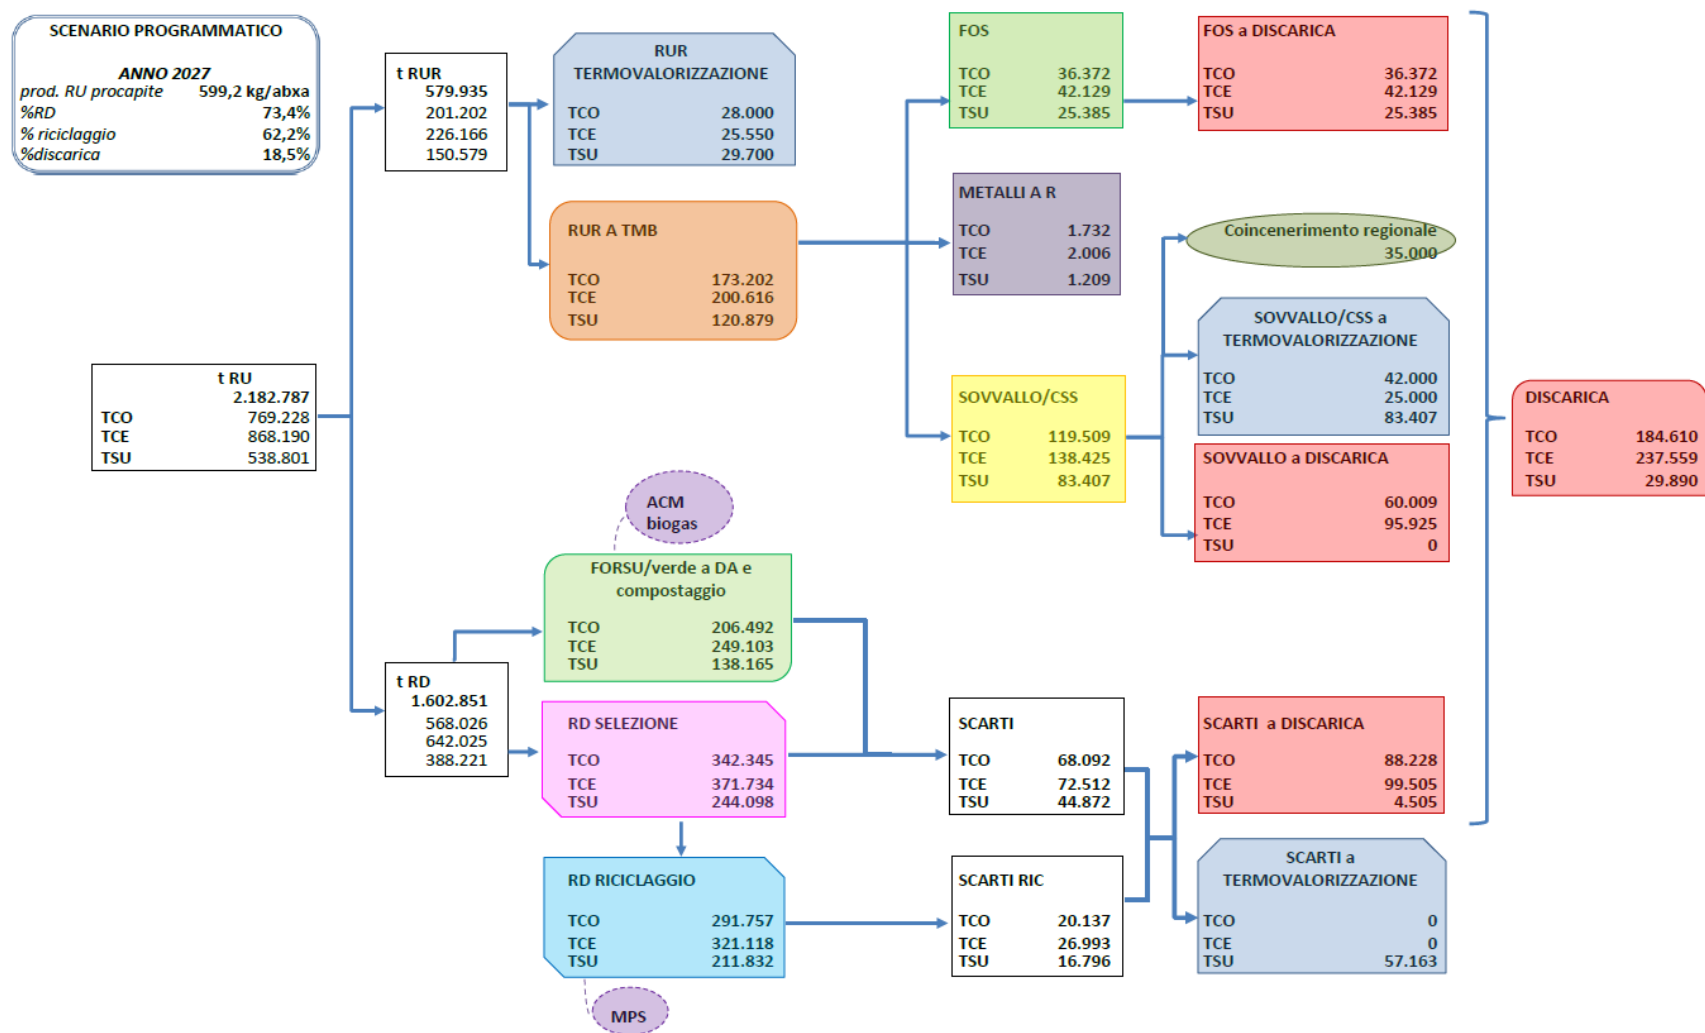 SCENARIO PROGRAMMATICO
ANNO 2027
prod. RU procapite 599,2 kg/abxa
%RD 73,4%
% riciclaggio 62,2%
%discarica 18,5%
t RU
2.182.787
TCO 769.228
TCE 868.190
TSU 538.801
t RUR
579.935
201.202
226.166
150.579
RUR
TERMOVALORIZZAZIONE
TCO 28.000
TCE 25.550
TSU 29.700
RUR A TMB
TCO 173.202
TCE 200.616
TSU 120.879
FOS
TCO 36.372
TCE 42.129
TSU 25.385
FOS a DISCARICA
TCO 36.372
TCE 42.129
TSU 25.385
METALLI A R
TCO 1.732
TCE 2.006
TSU 1.209
Coincenerimento regionale
35.000
SOVVALLO/CSS
TCO 119.509
TCE 138.425
TSU 83.407
SOVVALLO/CSS a
TERMOVALORIZZAZIONE
TCO 42.000
TCE 25.000
TSU 83.407
SOVVALLO a DISCARICA
TCO 60.009
TCE 95.925
TSU 0
DISCARICA
TCO 184.610
TCE 237.559
TSU 29.890
t RD
1.602.851
568.026
642.025
388.221
ACM
biogas
FORSU/verde a DA e
compostaggio
TCO 206.492
TCE 249.103
TSU 138.165
RD SELEZIONE
TCO 342.345
TCE 371.734
TSU 244.098
RD RICICLAGGIO
TCO 291.757
TCE 321.118
TSU 211.832
MPS
SCARTI
TCO 68.092
TCE 72.512
TSU 44.872
SCARTI RIC
TCO 20.137
TCE 26.993
TSU 16.796
SCARTI a DISCARICA
TCO 88.228
TCE 99.505
TSU 4.505
SCARTI a
TERMOVALORIZZAZIONE
TCO 0
TCE 0
TSU 57.163